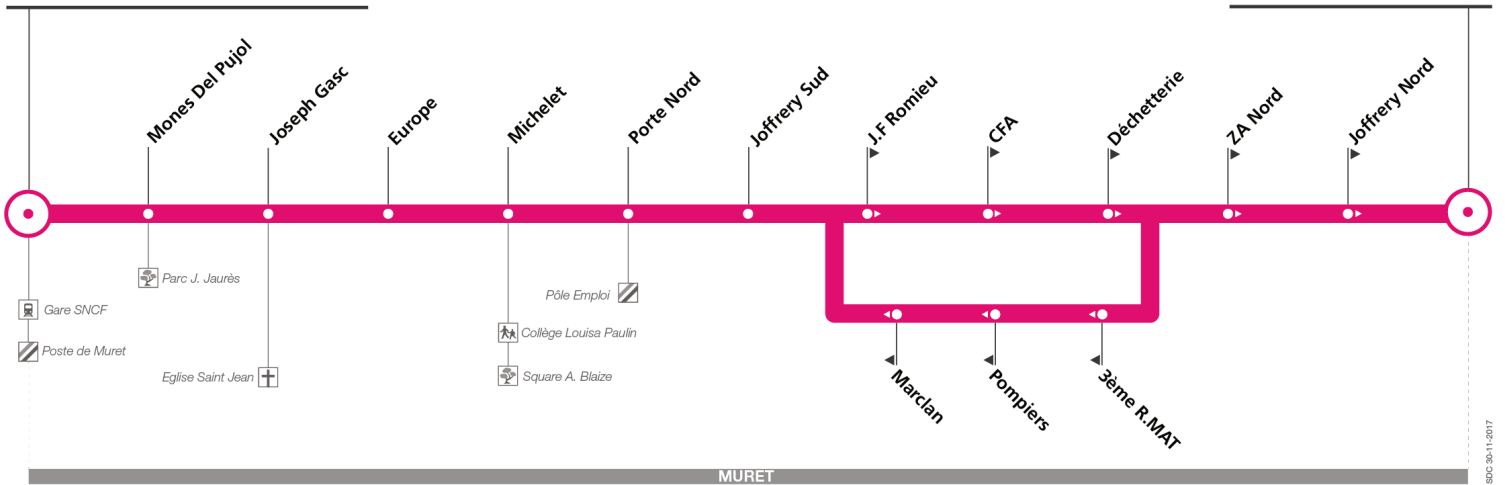 Mones Del Pujol
Joseph Gasc
Europe
Michelet
Porte Nord
Joffrery Sud
J.F Romieu
CFA
Déchetterie
ZA Nord
Joffrery Nord
Parc J. Jaurès
Gare SNCF
Poste de Muret
Eglise Saint Jean
Pôle Emploi
Collège Louisa Paulin
Square A. Blaize
Marclan
Pompiers
3ème R.MAT
MURET
SDC 30-11-2017